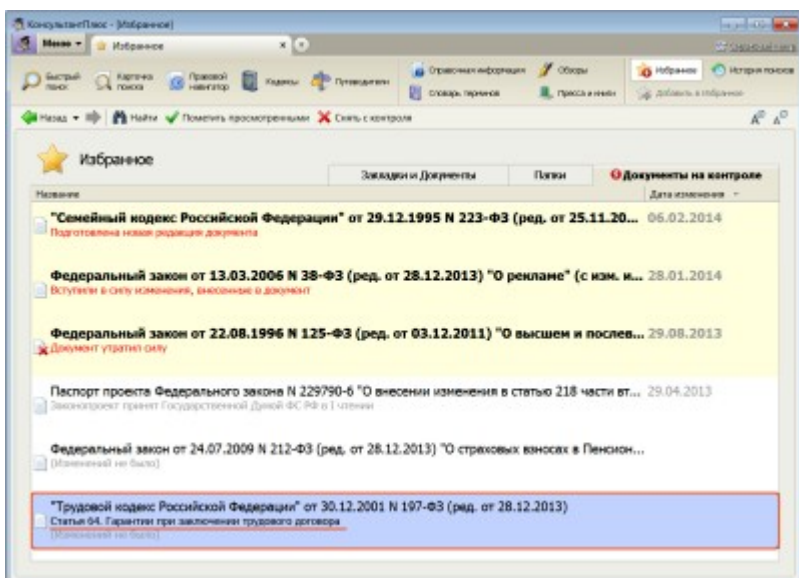 КонсультантПлюс - [Избранное]
Меню
Избранное
Быстрый поиск
Карточка поиска
Правовой навигатор
Кодексы
Путеводители
Справочная информация
Словарь терминов
Обзоры
Пресса и книги
Избранное
Добавить в Избранное
История поисков
Назад
Найти
Пометить просмотренными
Снять с контроля
Избранное
Закладки и Документы
Папки
Документы на контроле
Название
Дата изменения
"Семейный кодекс Российской Федерации" от 29.12.1995 N 223-ФЗ (ред. от 25.11.20... 06.02.2014
Подготовлена новая редакция документа
Федеральный закон от 13.03.2006 N 38-ФЗ (ред. от 28.12.2013) "О рекламе" (с изм. и... 28.01.2014
Вступили в силу изменения, внесенные в документ
Федеральный закон от 22.08.1996 N 125-ФЗ (ред. от 03.12.2011) "О высшем и послев... 29.08.2013
Документ утратил силу
Паспорт проекта Федерального закона N 229790-6 "О внесении изменения в статью 218 части вт... 29.04.2013
Законопроект принят Государственной Думой ФС РФ в I чтении
Федеральный закон от 24.07.2009 N 212-ФЗ (ред. от 28.12.2013) "О страховых взносах в Пенсион...
(Изменений не было)
"Трудовой кодекс Российской Федерации" от 30.12.2001 N 197-ФЗ (ред. от 28.12.2013)
Статья 64. Гарантии при заключении трудового договора
(Изменений не было)